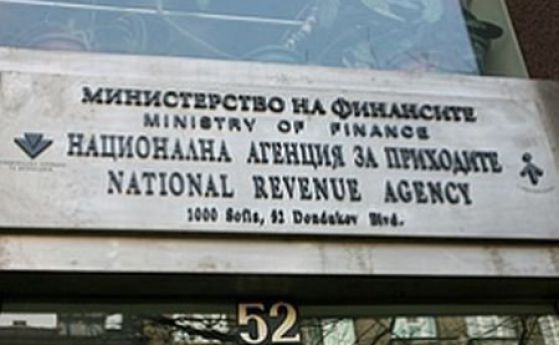 МИНИСТЕРСТВО НА ФИНАНСИТЕ
MINISTRY OF FINANCE
НАЦИОНАЛНА АГЕНЦИЯ ЗА ПРИХОДИТЕ
NATIONAL REVENUE AGENCY
1000 Sofia, 52 Dondukov Blvd.
52